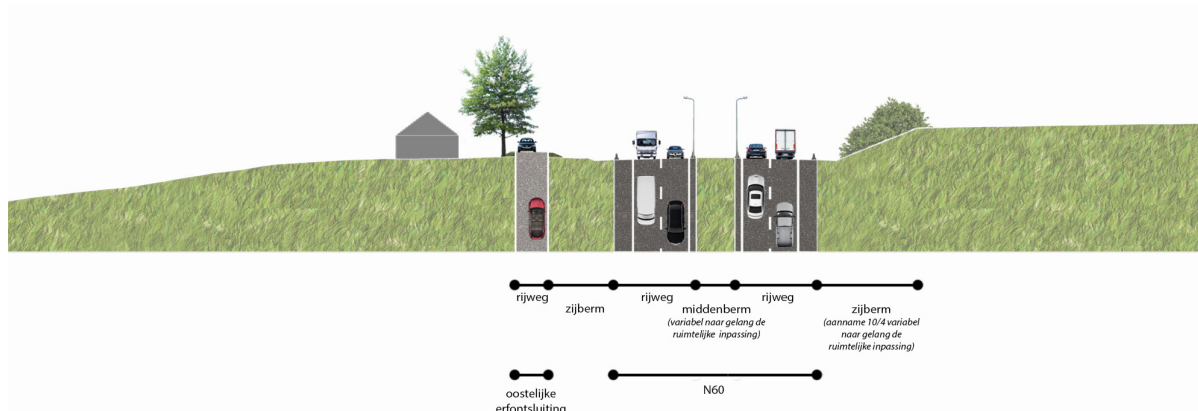 rijweg
zijberm
rijweg
middenberm
(variabel naar gelang de
ruimtelijke inpassing)
rijweg
zijberm
(aanname 10/4 variabel
naar gelang de
ruimtelijke inpassing)
oostelijke
erfontsluiting
N60